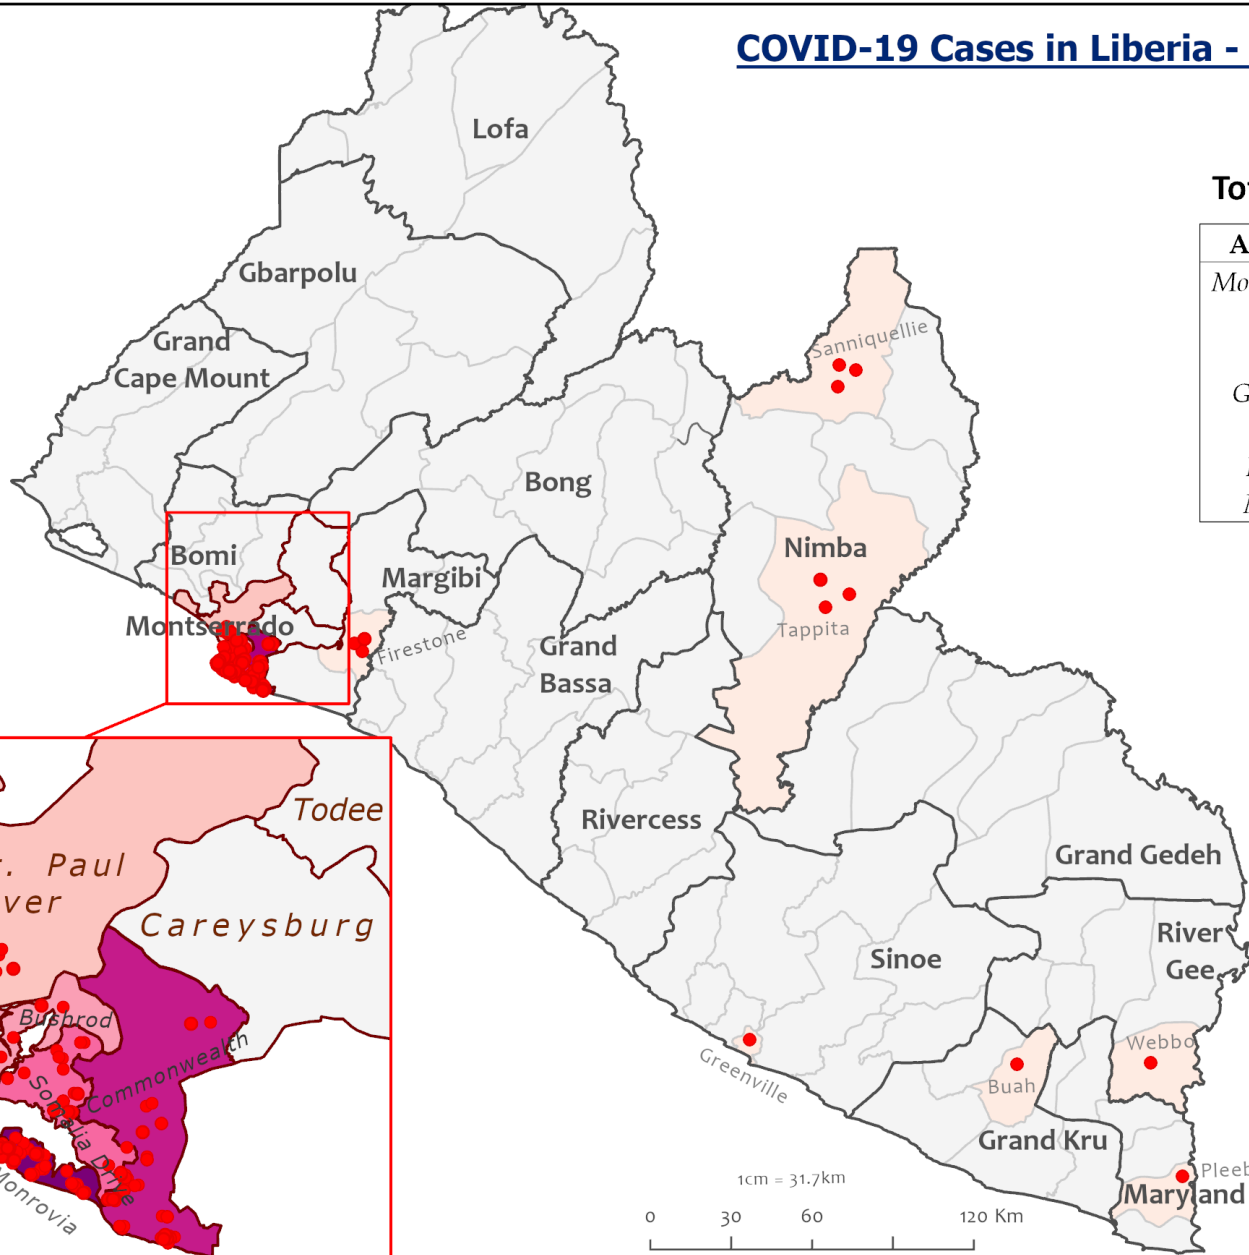 COVID-19 Cases in Liberia -
Lofa
Gbarpolu
Grand
Cape Mount
Sanniquellie
Bong
Bomi
Margibi
Nimba
Montserrado
Firestone
Grand
Bassa
Tappita
Rivercess
Grand Gedeh
River
Gee
Sinoe
Greenville
Webbo
Buah
Grand Kru
Maryland
Todee
Paul
Careysburg
Bushrod
Commonwealth
Somalia Drive
Monrovia
1cm = 31.7km
0 30 60 120 Km